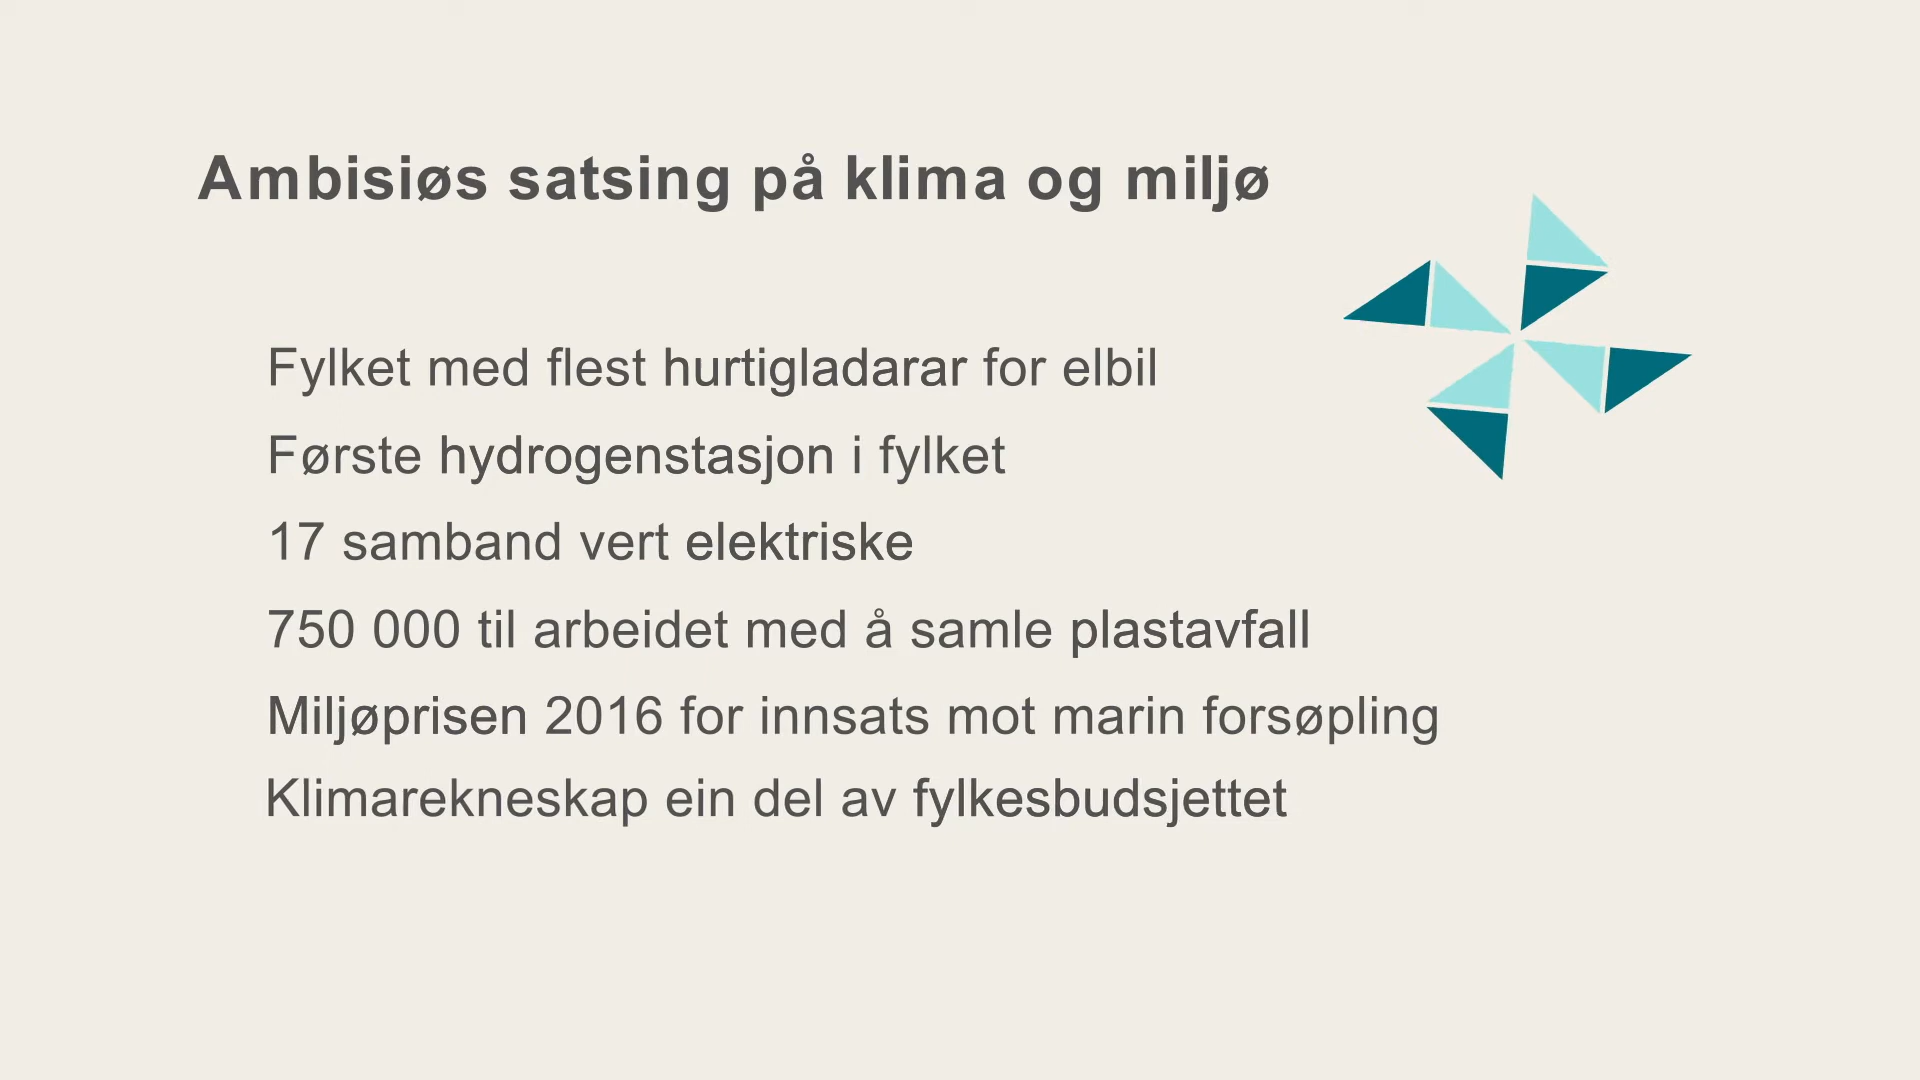 Ambisiøs satsing på klima og miljø
Fylket med flest hurtigladarar for elbil
Første hydrogenstasjon i fylket
17 samband vert elektriske
750 000 til arbeidet med å samle plastavfall
Miljøprisen 2016 for innsats mot marin forsøpling
Klimarekneskap ein del av fylkesbudsjettet